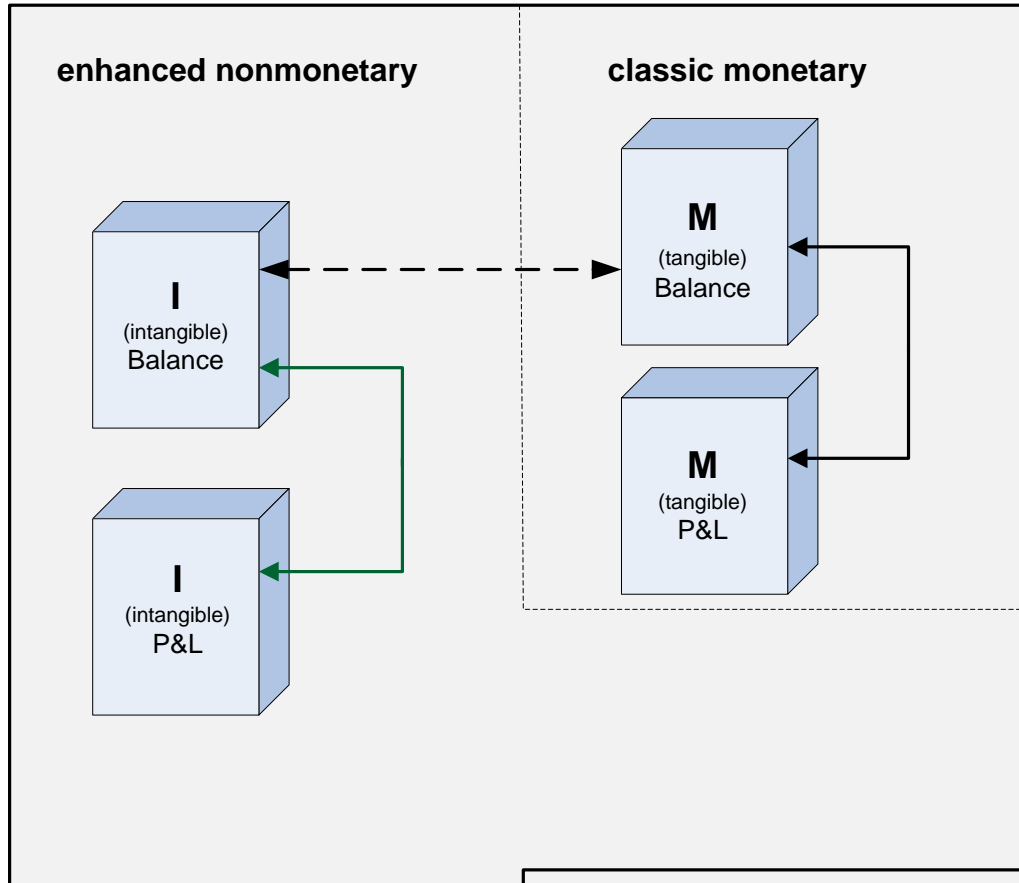 enhanced nonmonetary
classic monetary
M
(tangible)
Balance
I
(intangible)
Balance
M
(tangible)
P&L
I
(intangible)
P&L